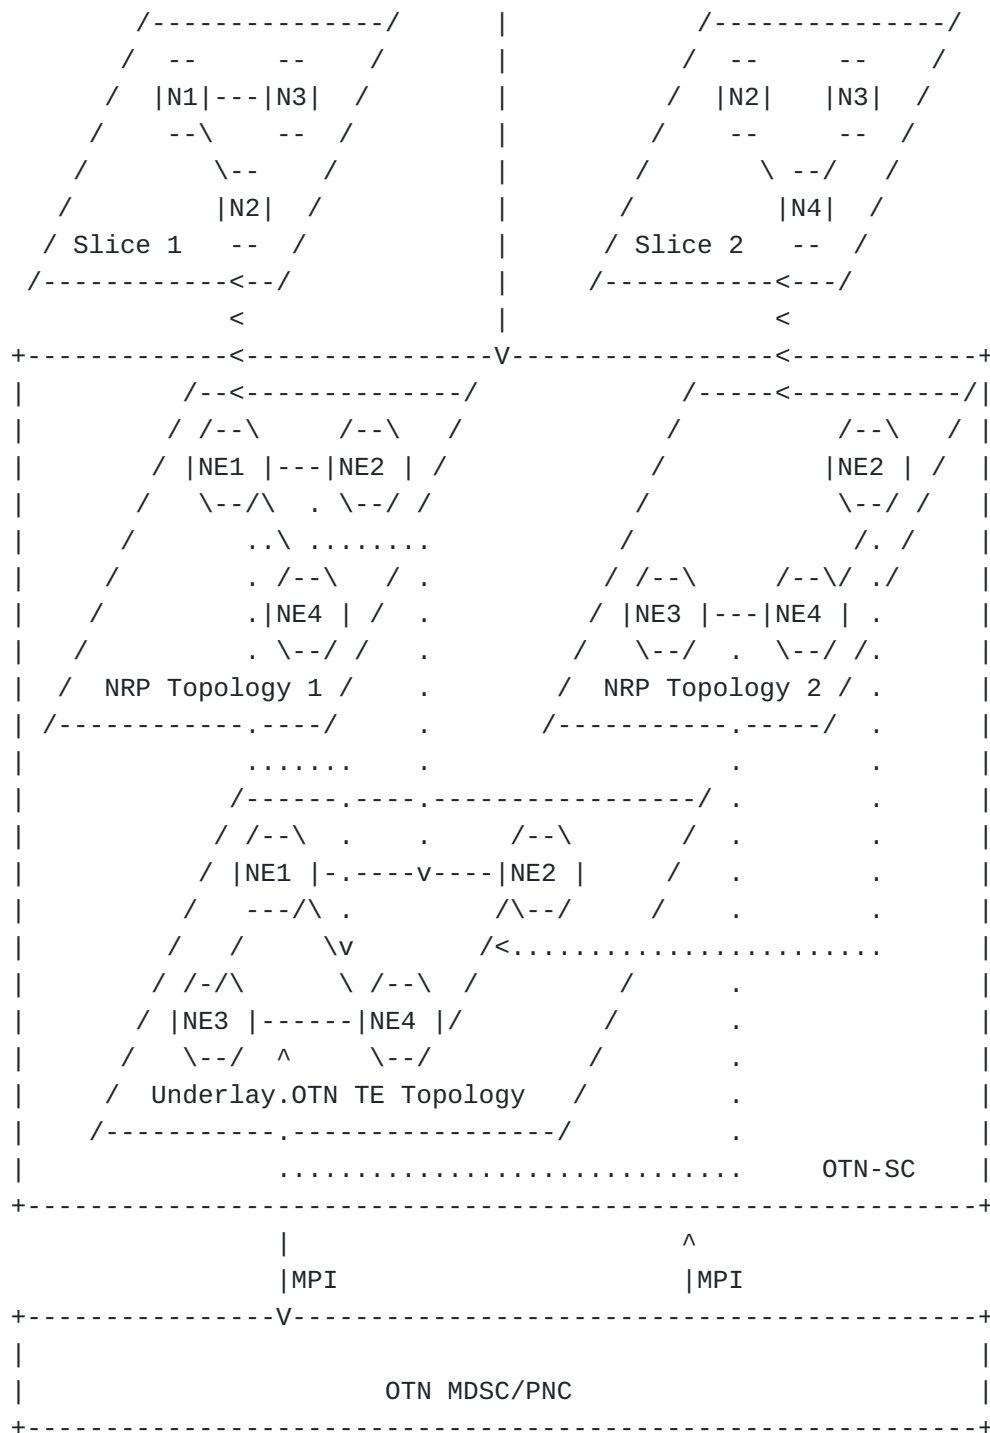 |N1|---|N3| |N2| |N3|
|N2| |N4|
Slice 1 Slice 2
|NE1 |---|NE2 | |NE2 |
|NE4 | |NE3 |---|NE4 |
NRP Topology 1 NRP Topology 2
|NE1 |-.----v----|NE2 |
|NE3 |------|NE4 |
Underlay.OTN TE Topology
OTN-SC
|MPI |MPI
OTN MDSC/PNC